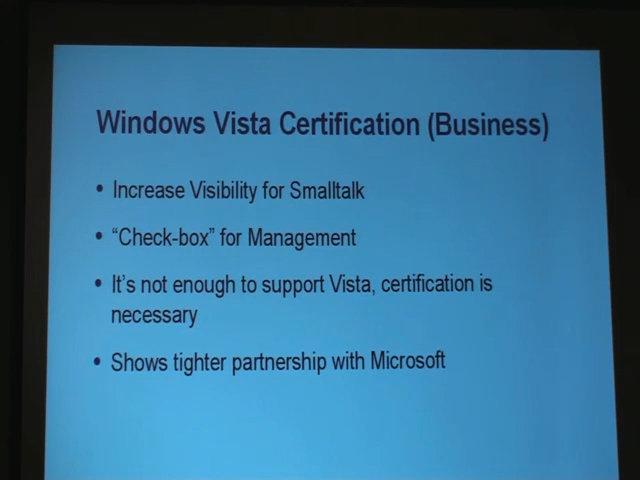 Windows Vista Certification (Business)
• Increase Visibility for Smalltalk
• “Check-box” for Management
• It’s not enough to support Vista, certification is
necessary
• Shows tighter partnership with Microsoft